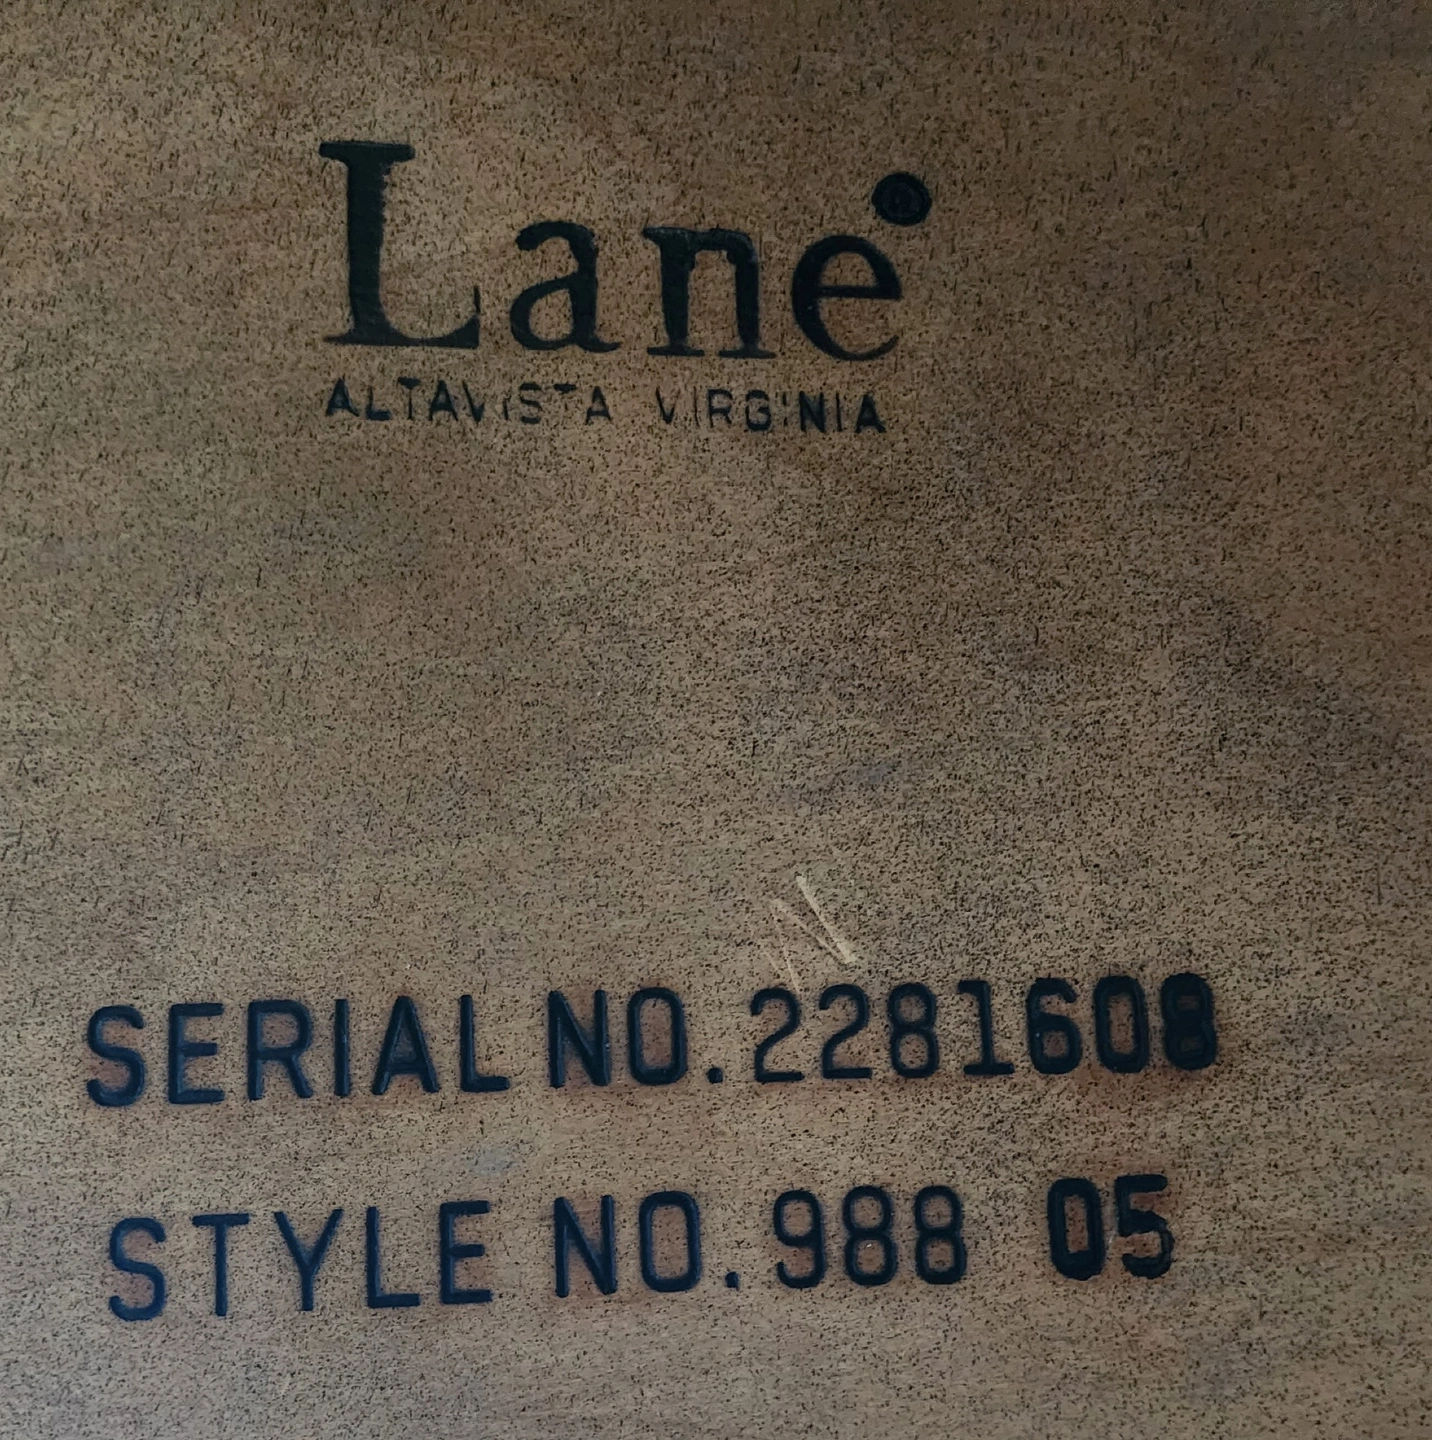 Lane®
ALTAVISTA VIRGINIA
SERIAL NO. 2281608
STYLE NO. 988 05